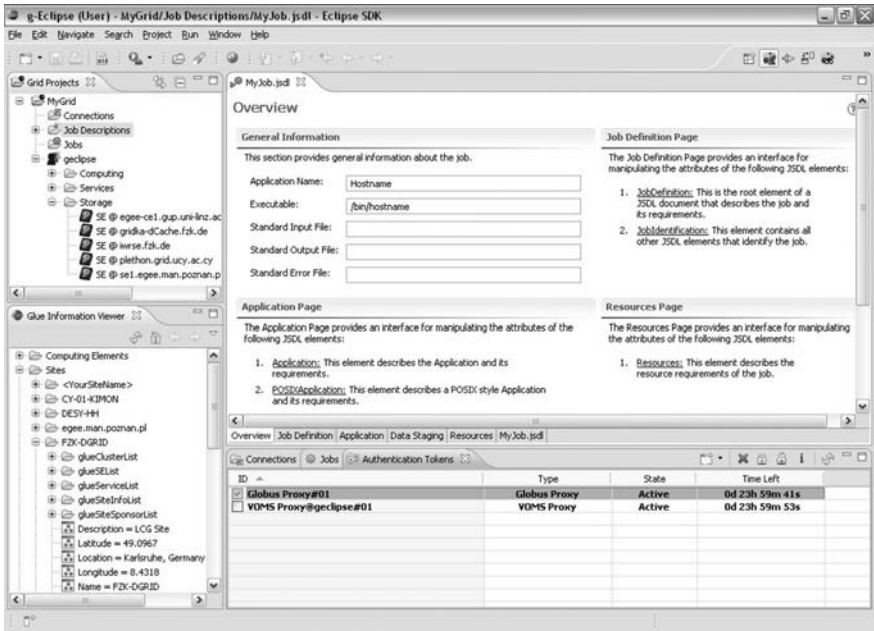 g-Eclipse (User) - MyGrid/Job Descriptions/MyJob.jsdl - Eclipse SDK
File Edit Navigate Search Project Run Window Help
Grid Projects
MyGrid
Connections
Job Descriptions
Jobs
geclipse
Computing
Services
Storage
SE @ egee-ce1.gup.uni-linz.ac
SE @ gridka-dCache.fzk.de
SE @ iwrse.fzk.de
SE @ plethon.grid.ucy.ac.cy
SE @ se1.egee.man.poznan.p
Glue Information Viewer
Computing Elements
Sites
<YourSiteName>
CY-01-KIMON
DESY-HH
egee.man.poznan.pl
FZK-DGRID
glueClusterList
glueSEList
glueServiceList
glueSiteInfoList
glueSiteSponsorList
Description = LCG Site
Latitude = 49.0967
Location = Karlsruhe, Germany
Longitude = 8.4318
Name = FZK-DGRID
MyJob.jsdl
Overview
General Information
This section provides general information about the job.
Application Name: Hostname
Executable: /bin/hostname
Standard Input File:
Standard Output File:
Standard Error File:
Job Definition Page
The Job Definition Page provides an interface for
manipulating the attributes of the following JSDL elements:
1. JobDefinition: This is the root element of a
JSDL document that describes the job and
its requirements.
2. JobIdentification: This element contains all
other JSDL elements that identify the job.
Application Page
The Application Page provides an interface for manipulating the attributes of the
following JSDL elements:
1. Application: This element describes the Application and its
requirements.
2. POSIXApplication: This element describes a POSIX style Application
and its requirements.
Resources Page
The Resources Page provides an interface for manipulating
the attributes of the following JSDL elements:
1. Resources: This element describes the
resource requirements of the job.
Overview Job Definition Application Data Staging Resources MyJob.jsdl
Connections Jobs Authentication Tokens
ID Type State Time Left
Globus Proxy#01 Globus Proxy Active 0d 23h 59m 41s
VOMS Proxy@geclipse#01 VOMS Proxy Active 0d 23h 59m 53s